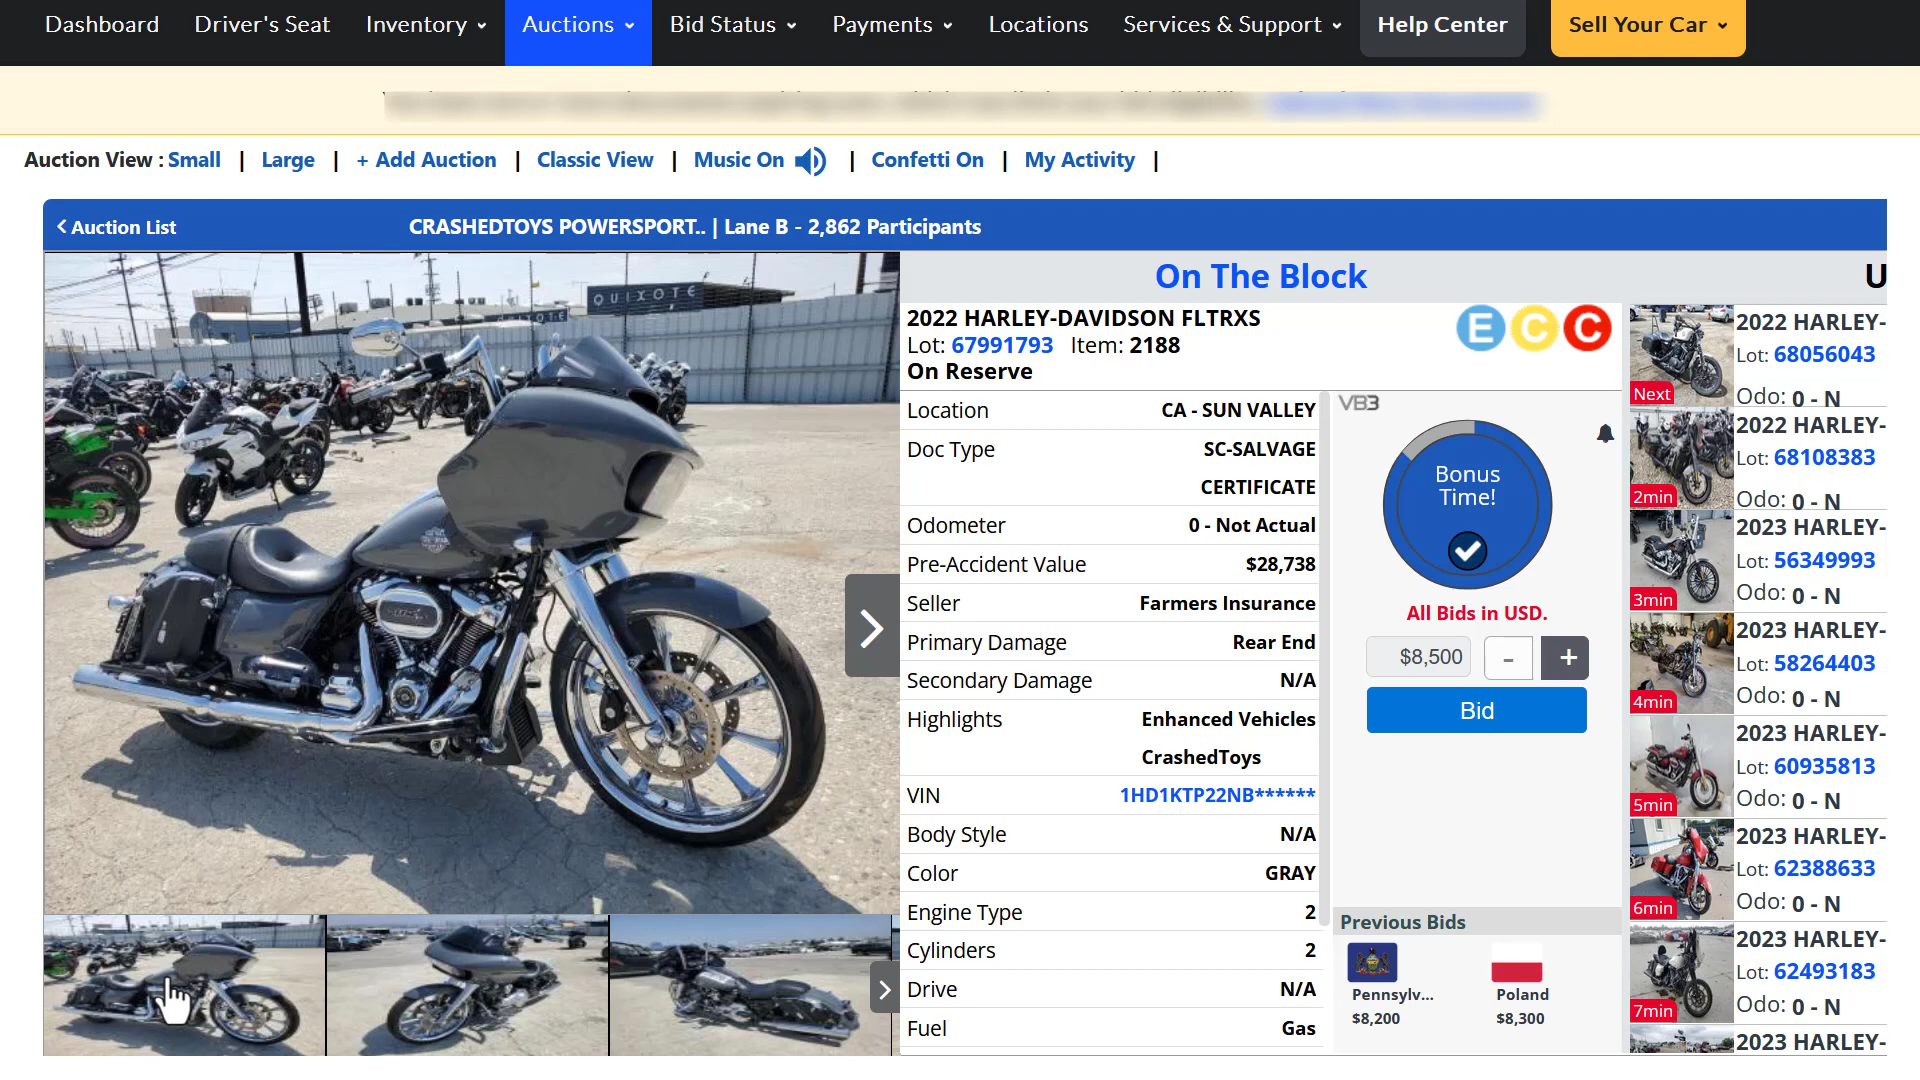 Dashboard Driver's Seat Inventory Auctions Bid Status Payments Locations Services & Support Help Center Sell Your Car
Auction View : Small | Large | + Add Auction | Classic View | Music On | Confetti On | My Activity |
Auction List
CRASHEDTOYS POWERSPORT.. | Lane B - 2,862 Participants
QUIXOTE
On The Block
U
2022 HARLEY-DAVIDSON FLTRXS
Lot: 67991793 Item: 2188
On Reserve
E C C
Location CA - SUN VALLEY
Doc Type SC-SALVAGE
CERTIFICATE
Odometer 0 - Not Actual
Pre-Accident Value $28,738
Seller Farmers Insurance
Primary Damage Rear End
Secondary Damage N/A
Highlights Enhanced Vehicles
CrashedToys
VIN 1HD1KTP22NB******
Body Style N/A
Color GRAY
Engine Type 2
Cylinders 2
Drive N/A
Fuel Gas
VB3
Bonus
Time!
All Bids in USD.
$8,500 - +
Bid
Previous Bids
Pennsylv... Poland
$8,200 $8,300
2022 HARLEY-
Lot: 68056043
Next
Odo: 0 - N
2022 HARLEY-
Lot: 68108383
2min
Odo: 0 - N
2023 HARLEY-
Lot: 56349993
3min
Odo: 0 - N
2023 HARLEY-
Lot: 58264403
4min
Odo: 0 - N
2023 HARLEY-
Lot: 60935813
5min
Odo: 0 - N
2023 HARLEY-
Lot: 62388633
6min
Odo: 0 - N
2023 HARLEY-
Lot: 62493183
7min
Odo: 0 - N
2023 HARLEY-